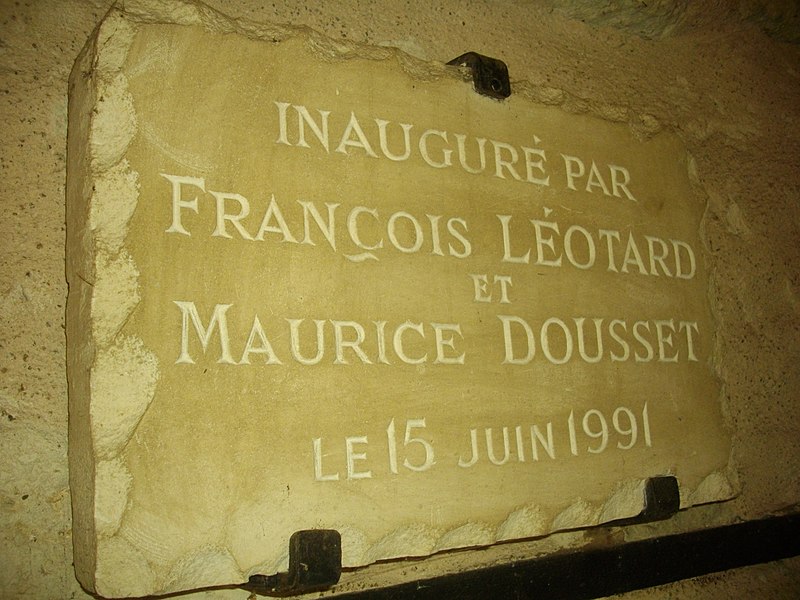 INAUGURÉ PAR
FRANÇOIS LÉOTARD
ET
MAURICE DOUSSET
LE 15 JUIN 1991